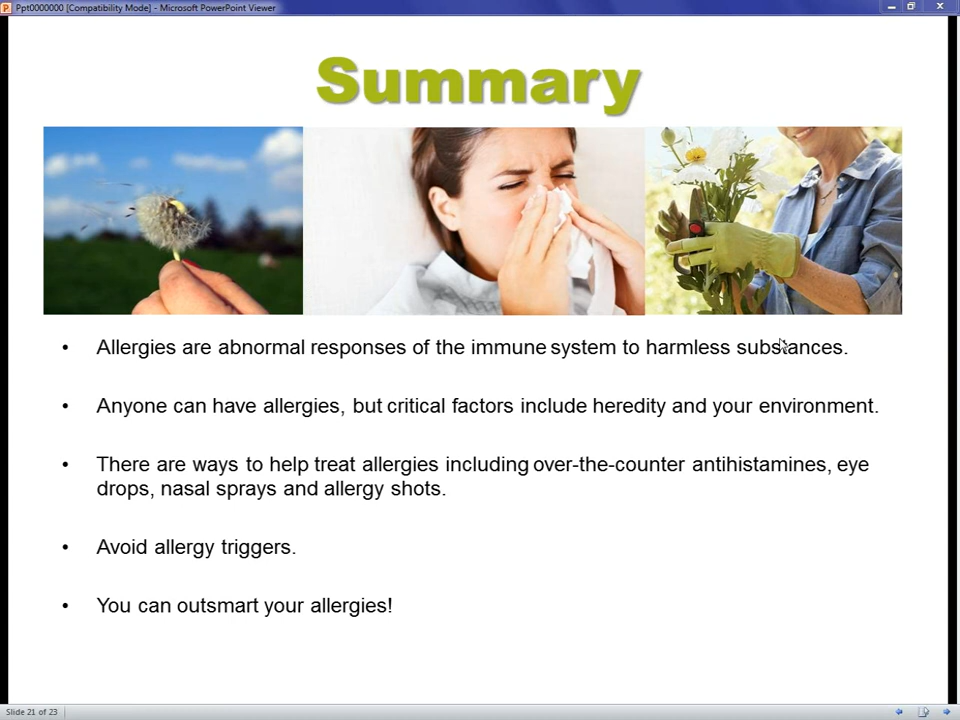 Ppt0000000 [Compatibility Mode] - Microsoft PowerPoint Viewer
Summary
• Allergies are abnormal responses of the immune system to harmless substances.
• Anyone can have allergies, but critical factors include heredity and your environment.
• There are ways to help treat allergies including over-the-counter antihistamines, eye
drops, nasal sprays and allergy shots.
• Avoid allergy triggers.
• You can outsmart your allergies!
Slide 21 of 23